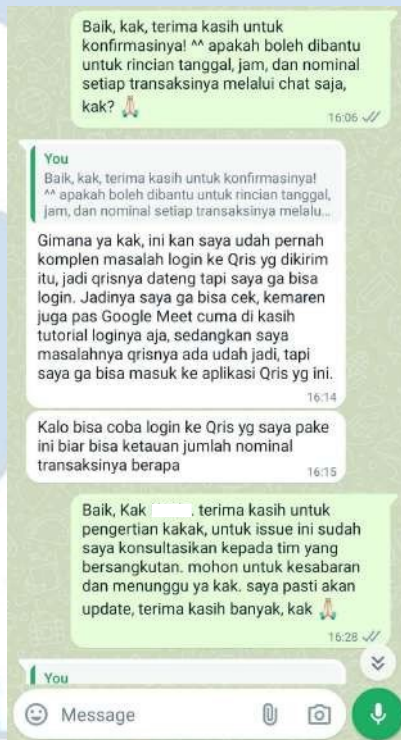 Baik, kak, terima kasih untuk
konfirmasinya! ^^ apakah boleh dibantu
untuk rincian tanggal, jam, dan nominal
setiap transaksinya melalui chat saja,
kak? 🙏
16:06
You
Baik, kak, terima kasih untuk konfirmasinya!
^^ apakah boleh dibantu untuk rincian tanggal,
jam, dan nominal setiap transaksinya melalu...
Gimana ya kak, ini kan saya udah pernah
komplen masalah login ke Qris yg dikirim
itu, jadi qrisnya dateng tapi saya ga bisa
login. Jadinya saya ga bisa cek, kemaren
juga pas Google Meet cuma di kasih
tutorial loginya aja, sedangkan saya
masalahnya qrisnya ada udah jadi, tapi
saya ga bisa masuk ke aplikasi Qris yg ini.
16:14
Kalo bisa coba login ke Qris yg saya pake
ini biar bisa ketauan jumlah nominal
transaksinya berapa
16:15
Baik, Kak , terima kasih untuk
pengertian kakak, untuk issue ini sudah
saya konsultasikan kepada tim yang
bersangkutan. mohon untuk kesabaran
dan menunggu ya kak. saya pasti akan
update, terima kasih banyak, kak 🙏
16:28
You
Message